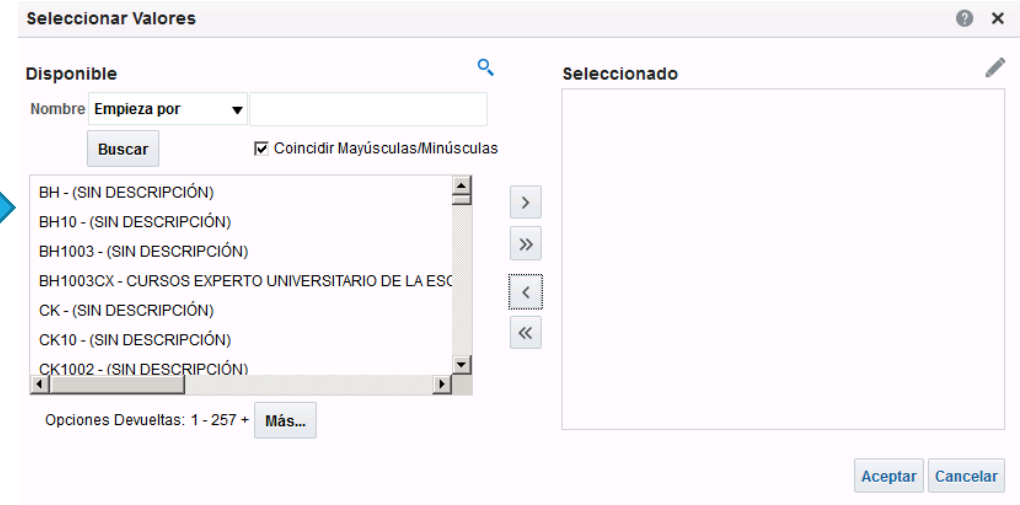 Seleccionar Valores
Disponible
Nombre Empieza por
Buscar
Coincidir Mayúsculas/Minúsculas
BH - (SIN DESCRIPCIÓN)
BH10 - (SIN DESCRIPCIÓN)
BH1003 - (SIN DESCRIPCIÓN)
BH1003CX - CURSOS EXPERTO UNIVERSITARIO DE LA ESC
CK - (SIN DESCRIPCIÓN)
CK10 - (SIN DESCRIPCIÓN)
CK1002 - (SIN DESCRIPCIÓN)
Opciones Devueltas: 1 - 257 + Más...
Seleccionado
Aceptar Cancelar